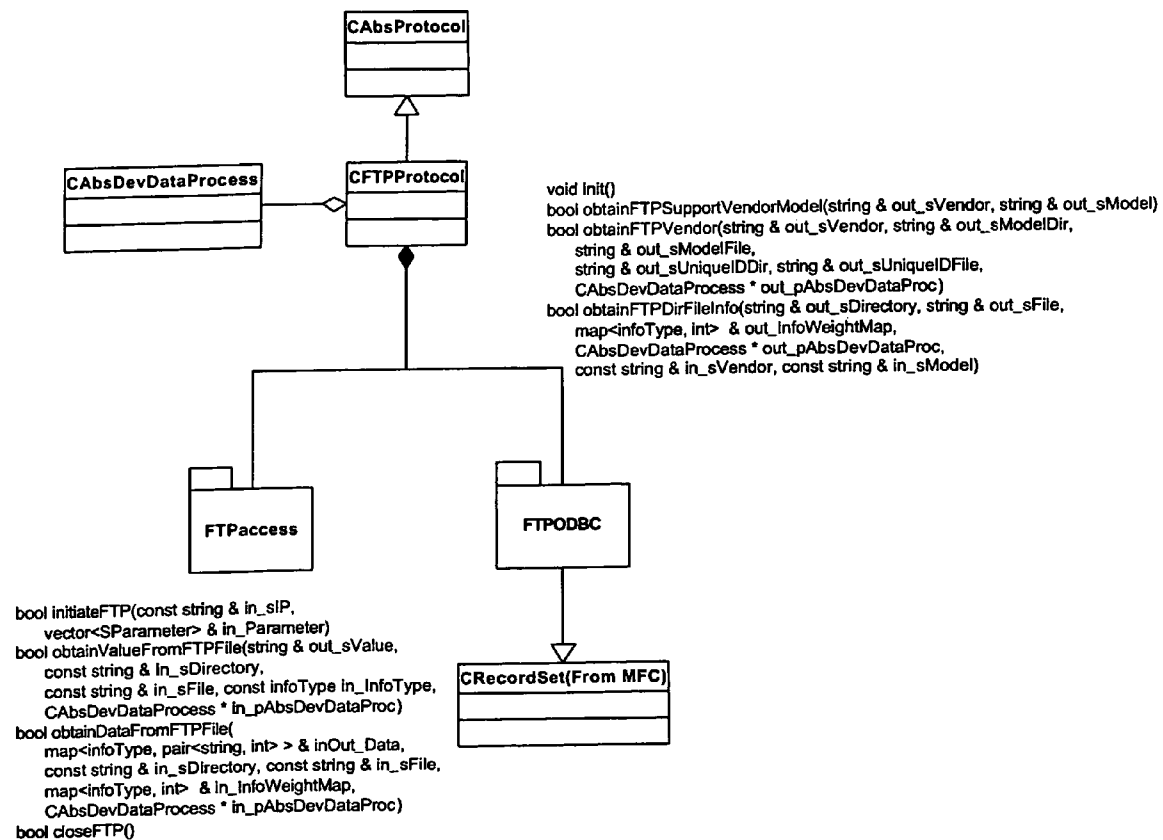 CAbsProtocol
CAbsDevDataProcess
CFTPProtocol
void init()
bool obtainFTPSupportVendorModel(string & out_sVendor, string & out_sModel)
bool obtainFTPVendor(string & out_sVendor, string & out_sModelDir,
string & out_sModelFile,
string & out_sUniqueIDDir, string & out_sUniqueIDFile,
CAbsDevDataProcess * out_pAbsDevDataProc)
bool obtainFTPDirFileInfo(string & out_sDirectory, string & out_sFile,
map<infoType, int> & out_InfoWeightMap,
CAbsDevDataProcess * out_pAbsDevDataProc,
const string & in_sVendor, const string & in_sModel)
FTPaccess
FTPODBC
bool initiateFTP(const string & in_sIP,
vector<SParameter> & in_Parameter)
bool obtainValueFromFTPFile(string & out_sValue,
const string & in_sDirectory,
const string & in_sFile, const infoType in_InfoType,
CAbsDevDataProcess * in_pAbsDevDataProc)
bool obtainDataFromFTPFile(
map<infoType, pair<string, int> > & inOut_Data,
const string & in_sDirectory, const string & in_sFile,
map<infoType, int> & in_InfoWeightMap,
CAbsDevDataProcess * in_pAbsDevDataProc)
bool closeFTP()
CRecordSet(From MFC)